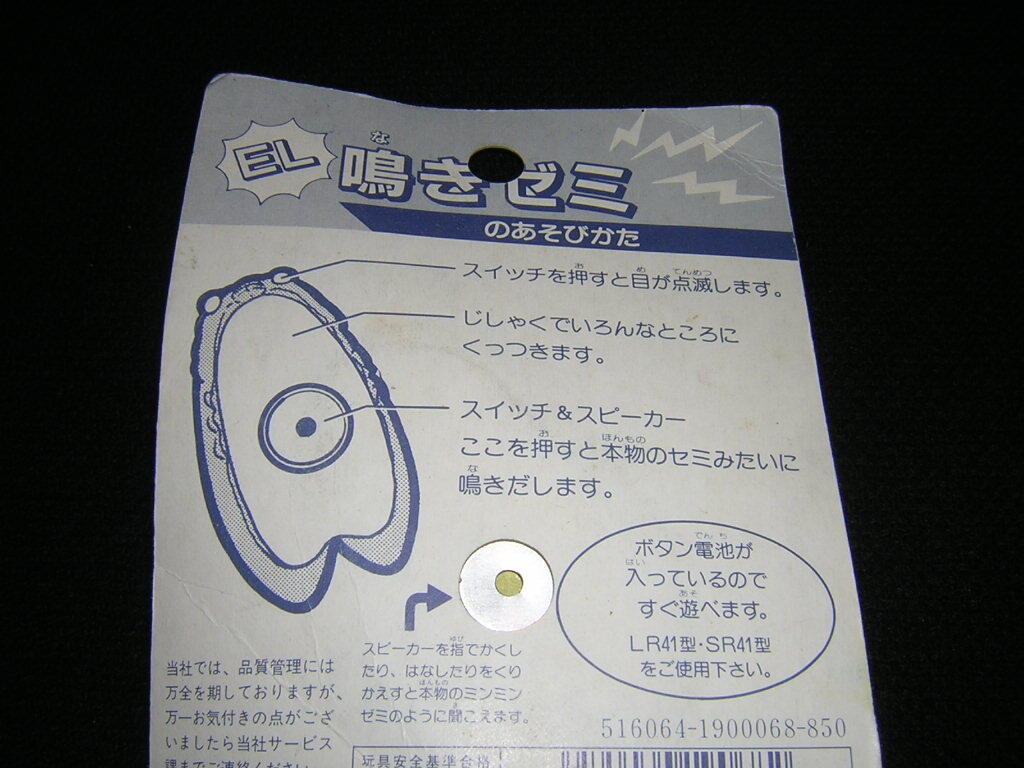 EL
鳴きゼミ
のあそびかた
スイッチを押すと目が点滅します。
じしゃくでいろんなところに
くっつきます。
スイッチ&スピーカー
ここを押すと本物のセミみたいに
鳴きだします。
ボタン電池が
入っているので
すぐ遊べます。
LR41型・SR41型
をご使用下さい。
スピーカーを指でかくし
たり、はなしたりをくり
かえすと本物のミンミン
ゼミのように聞こえます。
当社では、品質管理には
万全を期しておりますが、
万一お気付きの点がござ
いましたら当社サービス
課までご連絡ください
516064-1900068-850
玩具安全基準合格